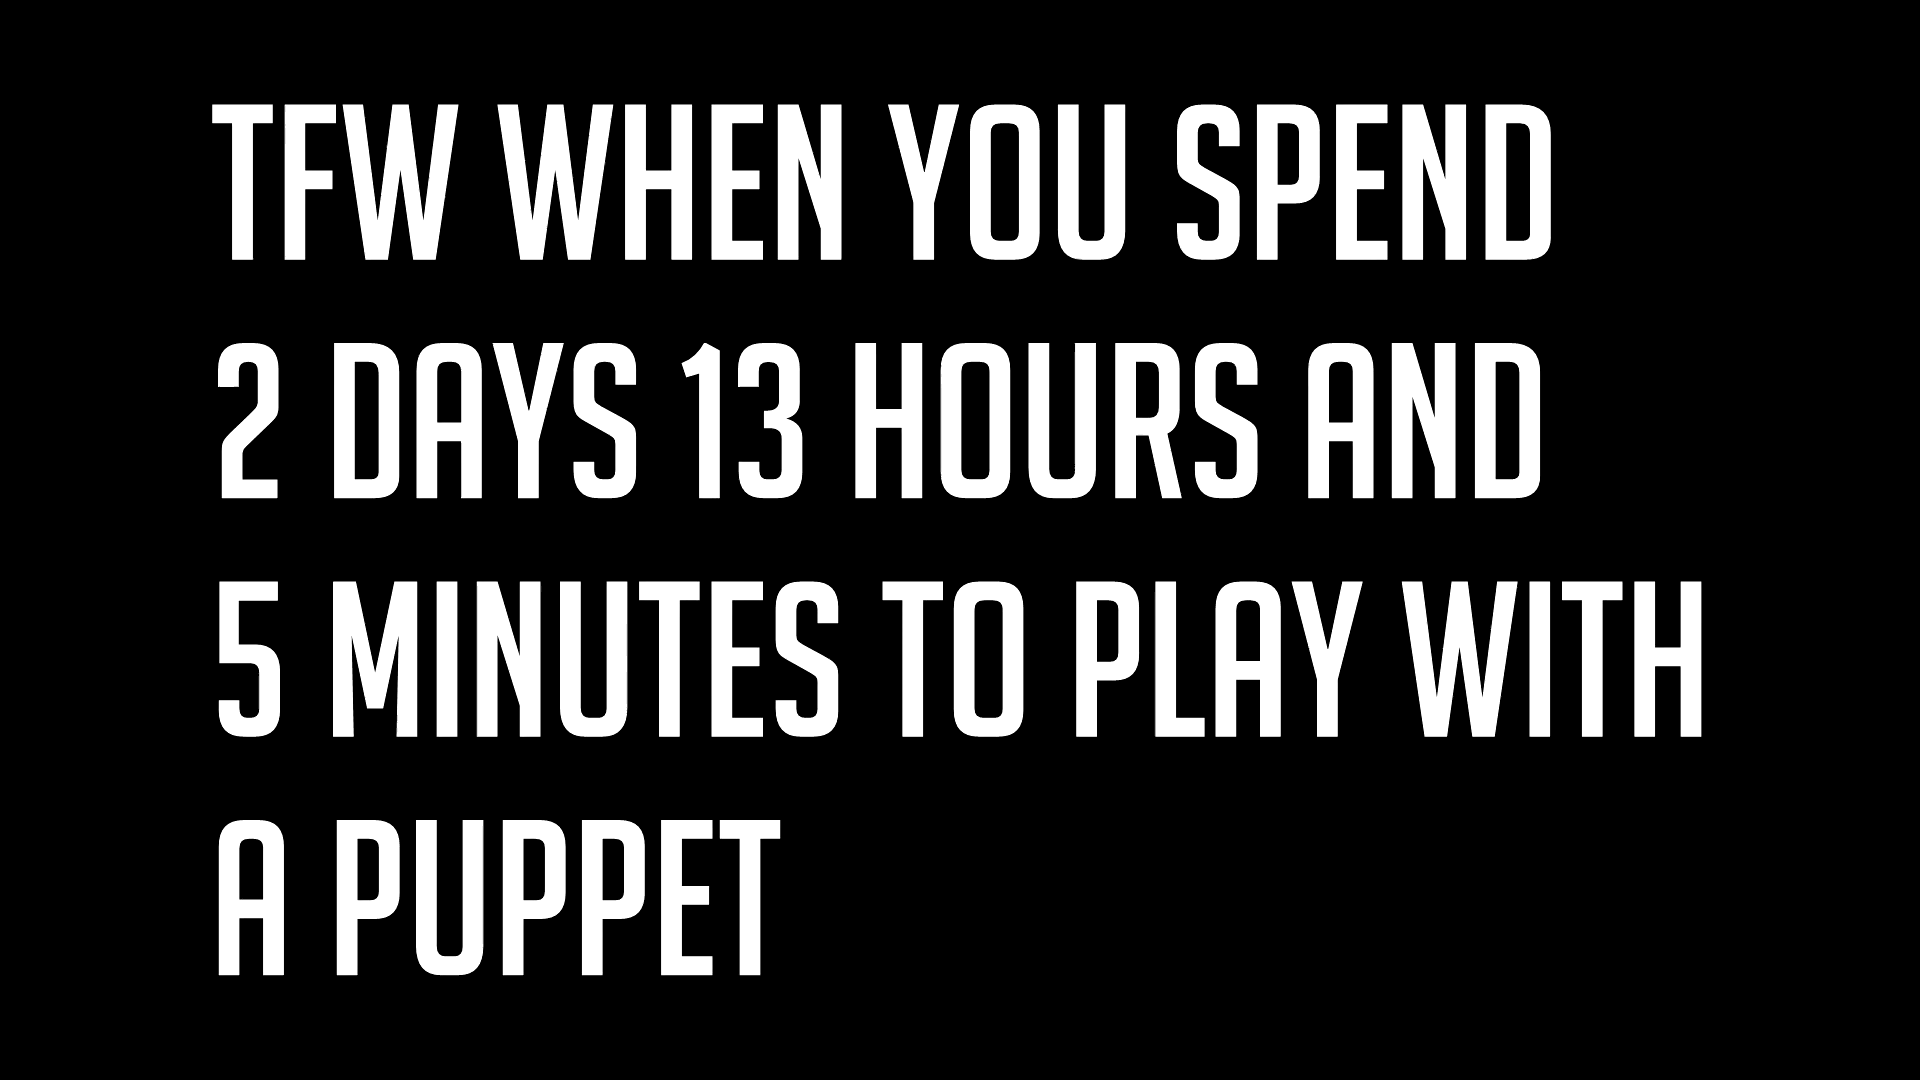 TFW WHEN YOU SPEND
2 DAYS 13 HOURS AND
5 MINUTES TO PLAY WITH
A PUPPET